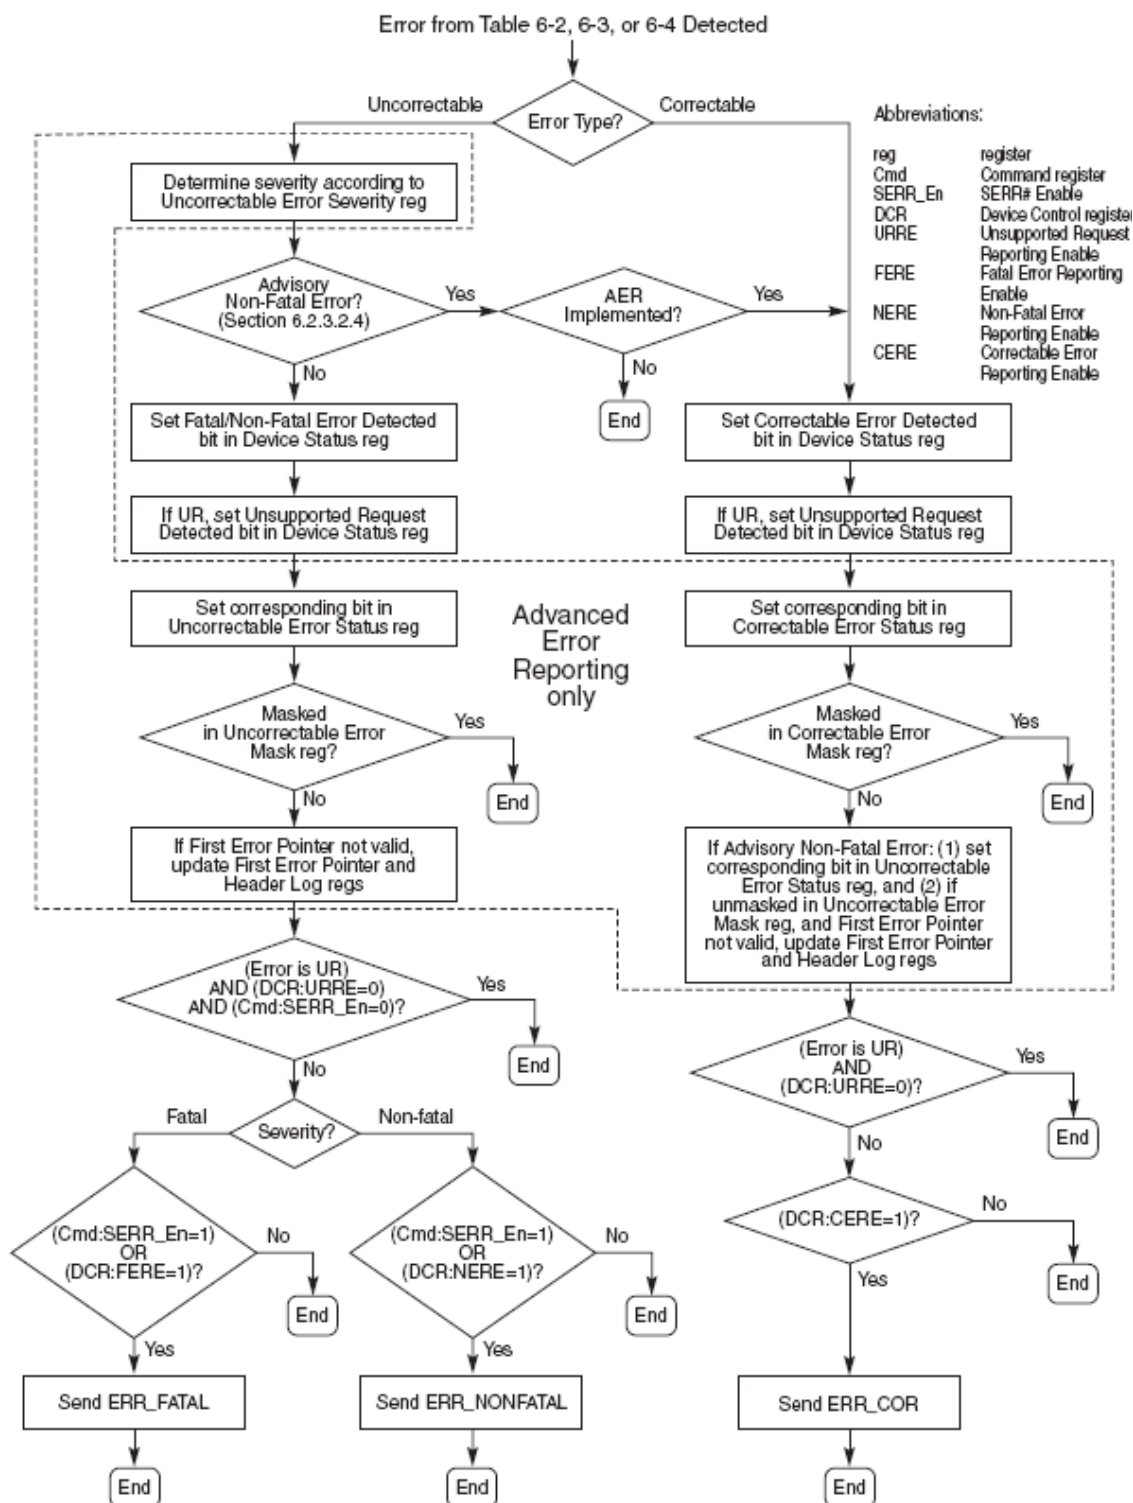 Error from Table 6-2, 6-3, or 6-4 Detected
Uncorrectable
Correctable
Error Type?
Abbreviations:
reg register
Cmd Command register
SERR_En SERR# Enable
DCR Device Control register
URRE Unsupported Request
Reporting Enable
FERE Fatal Error Reporting
Enable
NERE Non-Fatal Error
Reporting Enable
CERE Correctable Error
Reporting Enable
Determine severity according to
Uncorrectable Error Severity reg
Advisory
Non-Fatal Error?
(Section 6.2.3.2.4)
Yes
AER
Implemented?
Yes
No
No
End
Set Fatal/Non-Fatal Error Detected
bit in Device Status reg
Set Correctable Error Detected
bit in Device Status reg
If UR, set Unsupported Request
Detected bit in Device Status reg
If UR, set Unsupported Request
Detected bit in Device Status reg
Set corresponding bit in
Uncorrectable Error Status reg
Advanced
Error
Reporting
only
Set corresponding bit in
Correctable Error Status reg
Masked
in Uncorrectable Error
Mask reg?
Yes
End
No
Masked
in Correctable Error
Mask reg?
Yes
End
No
If First Error Pointer not valid,
update First Error Pointer and
Header Log regs
If Advisory Non-Fatal Error: (1) set
corresponding bit in Uncorrectable
Error Status reg, and (2) if
unmasked in Uncorrectable Error
Mask reg, and First Error Pointer
not valid, update First Error Pointer
and Header Log regs
(Error is UR)
AND (DCR:URRE=0)
AND (Cmd:SERR_En=0)?
Yes
End
No
(Error is UR)
AND
(DCR:URRE=0)?
Yes
End
No
Fatal
Severity?
Non-fatal
(Cmd:SERR_En=1)
OR
(DCR:FERE=1)?
No
End
Yes
(Cmd:SERR_En=1)
OR
(DCR:NERE=1)?
No
End
Yes
(DCR:CERE=1)?
No
End
Yes
Send ERR_FATAL
Send ERR_NONFATAL
Send ERR_COR
End
End
End